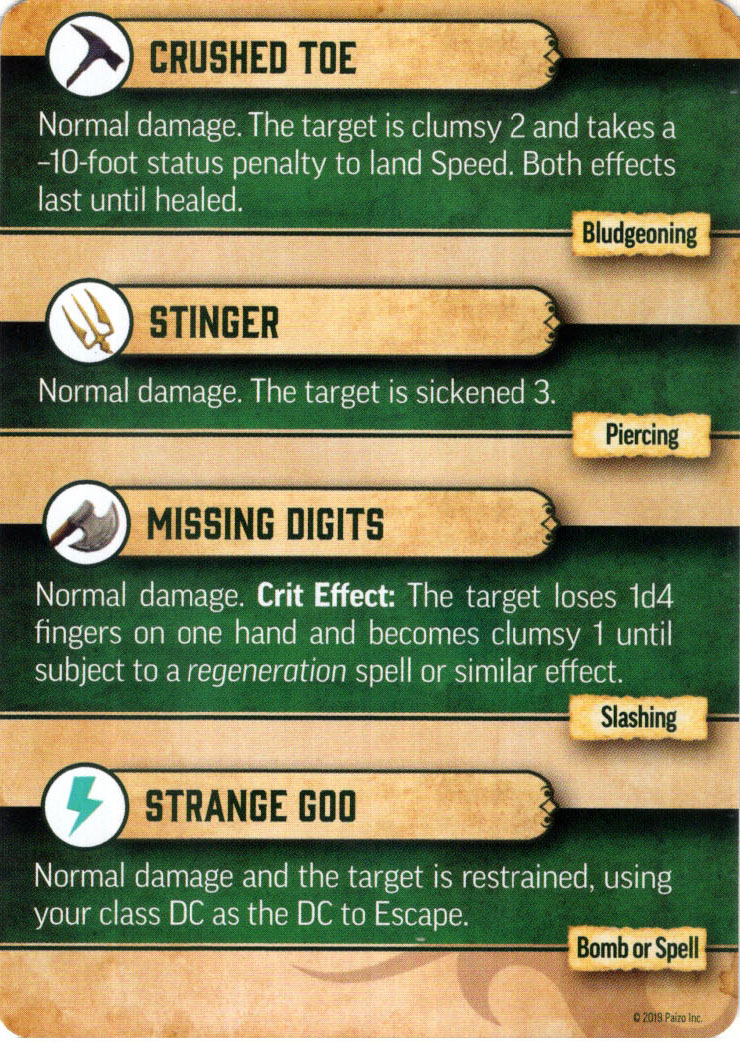 CRUSHED TOE
Normal damage. The target is clumsy 2 and takes a
–10-foot status penalty to land Speed. Both effects
last until healed.
Bludgeoning
STINGER
Normal damage. The target is sickened 3.
Piercing
MISSING DIGITS
Normal damage. Crit Effect: The target loses 1d4
fingers on one hand and becomes clumsy 1 until
subject to a regeneration spell or similar effect.
Slashing
STRANGE GOO
Normal damage and the target is restrained, using
your class DC as the DC to Escape.
Bomb or Spell
© 2019 Paizo Inc.